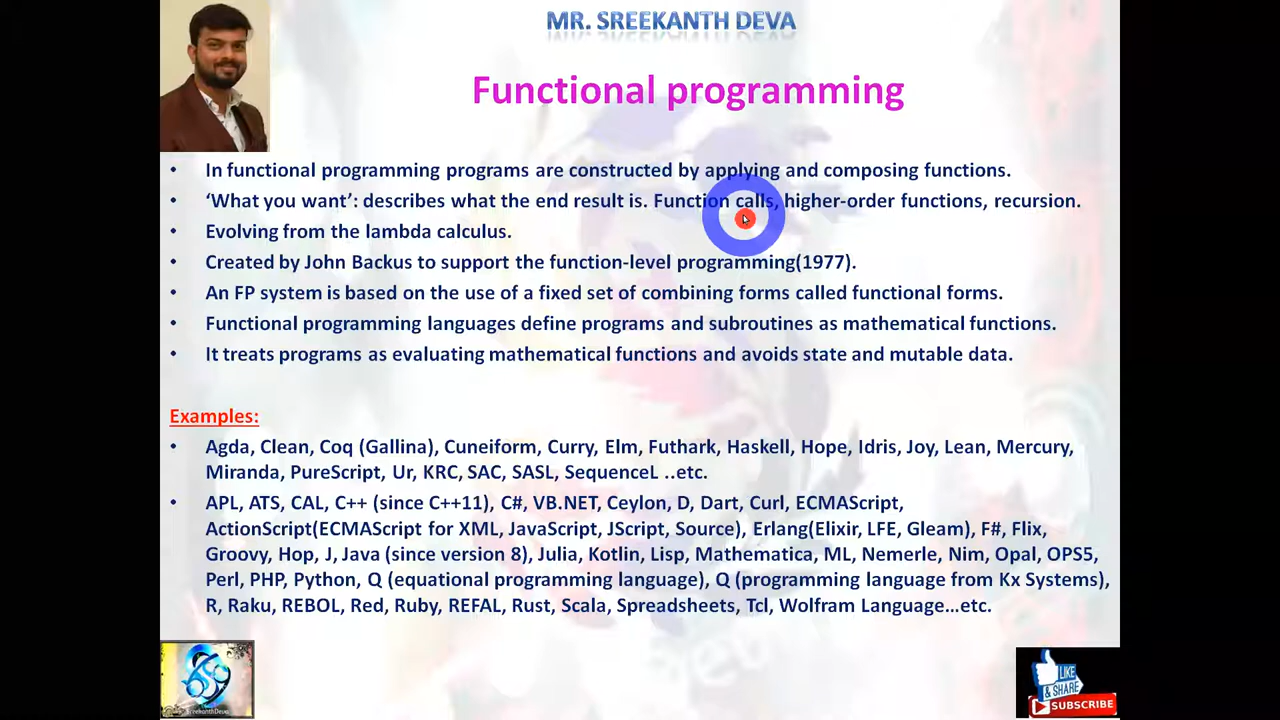 MR. SREEKANTH DEVA
Functional programming
• In functional programming programs are constructed by applying and composing functions.
• ‘What you want’: describes what the end result is. Function calls, higher-order functions, recursion.
• Evolving from the lambda calculus.
• Created by John Backus to support the function-level programming(1977).
• An FP system is based on the use of a fixed set of combining forms called functional forms.
• Functional programming languages define programs and subroutines as mathematical functions.
• It treats programs as evaluating mathematical functions and avoids state and mutable data.
Examples:
• Agda, Clean, Coq (Gallina), Cuneiform, Curry, Elm, Futhark, Haskell, Hope, Idris, Joy, Lean, Mercury,
Miranda, PureScript, Ur, KRC, SAC, SASL, SequenceL ..etc.
• APL, ATS, CAL, C++ (since C++11), C#, VB.NET, Ceylon, D, Dart, Curl, ECMAScript,
ActionScript(ECMAScript for XML, JavaScript, JScript, Source), Erlang(Elixir, LFE, Gleam), F#, Flix,
Groovy, Hop, J, Java (since version 8), Julia, Kotlin, Lisp, Mathematica, ML, Nemerle, Nim, Opal, OPS5,
Perl, PHP, Python, Q (equational programming language), Q (programming language from Kx Systems),
R, Raku, REBOL, Red, Ruby, REFAL, Rust, Scala, Spreadsheets, Tcl, Wolfram Language...etc.
SreekanthDeva
LIKE
& SHARE
SUBSCRIBE